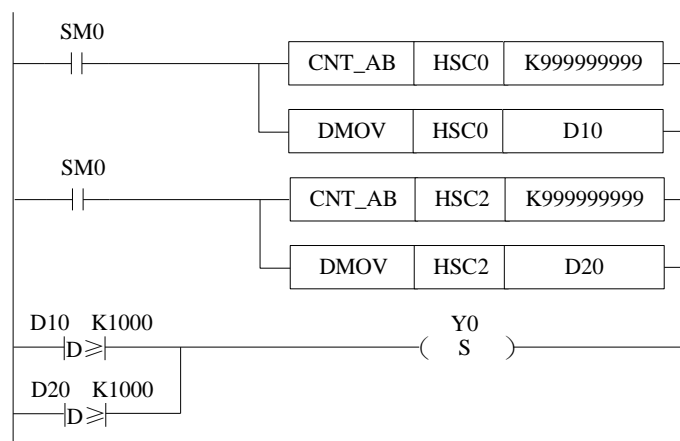 SM0
CNT_AB HSC0 K999999999
DMOV HSC0 D10
SM0
CNT_AB HSC2 K999999999
DMOV HSC2 D20
D10 K1000 Y0
D≥ S
D20 K1000
D≥